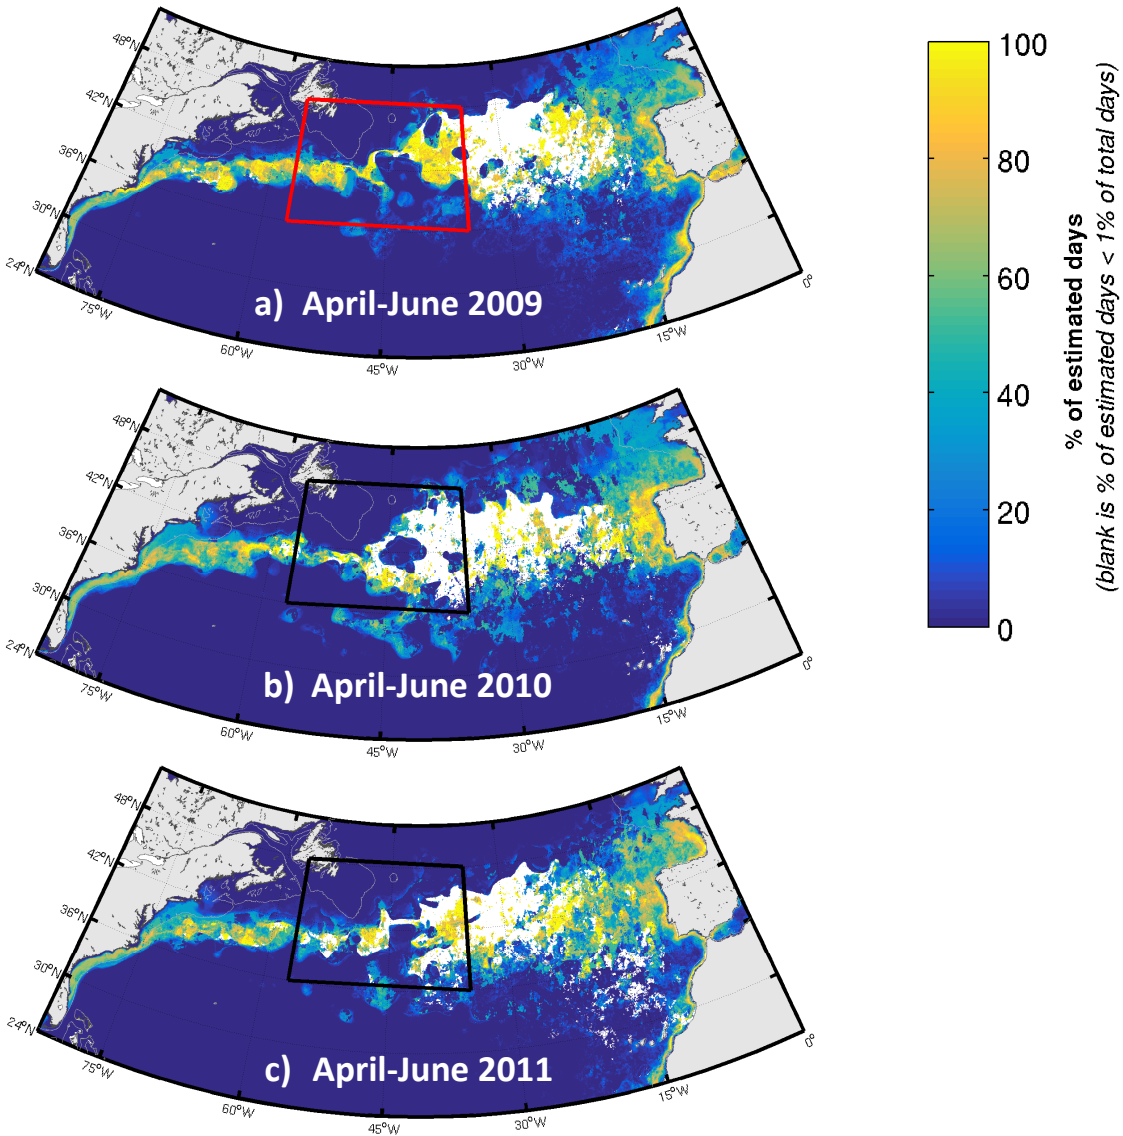 48°N
42°N
36°N
30°N
24°N
75°W
60°W
45°W
30°W
15°W
0°
a) April-June 2009
48°N
42°N
36°N
30°N
24°N
75°W
60°W
45°W
30°W
15°W
0°
b) April-June 2010
48°N
42°N
36°N
30°N
24°N
75°W
60°W
45°W
30°W
15°W
0°
c) April-June 2011
100
80
60
40
20
0
% of estimated days
(blank is % of estimated days < 1% of total days)